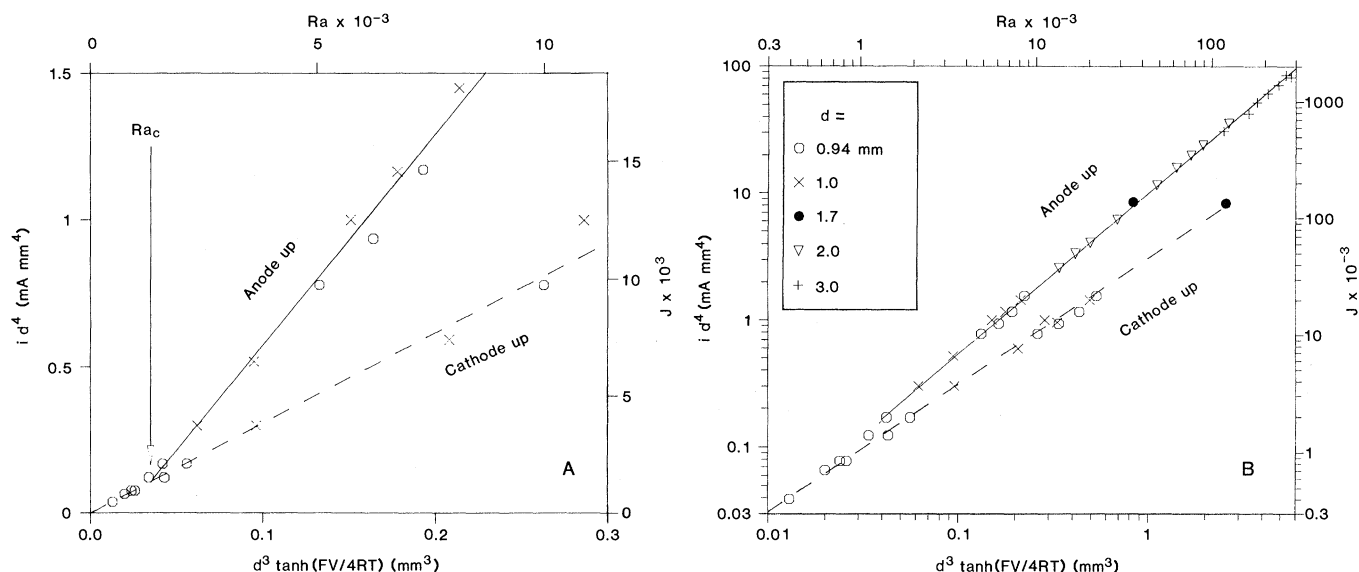 Ra x 10⁻³
0 5 10
1.5
1
0.5
0
i d⁴ (mA mm⁴)
Ra_c
Anode up
Cathode up
15
10
5
0
J x 10³
A
0.0 0.1 0.2 0.3
d³ tanh(FV/4RT) (mm³)
Ra x 10⁻³
0.3 1 10 100
100
10
1
0.1
0.03
i d⁴ (mA mm⁴)
d =
0.94 mm
1.0
1.7
2.0
3.0
Anode up
Cathode up
1000
100
10
1
0.3
J x 10⁻³
B
0.01 0.1 1
d³ tanh(FV/4RT) (mm³)